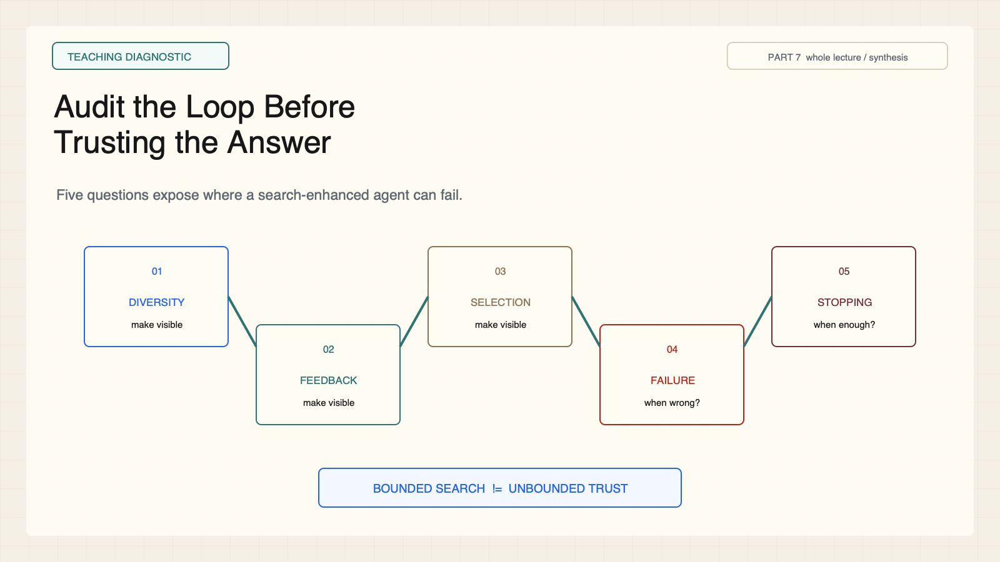 TEACHING DIAGNOSTIC
PART 7 whole lecture / synthesis
Audit the Loop Before
Trusting the Answer
Five questions expose where a search-enhanced agent can fail.
01
DIVERSITY
make visible
02
FEEDBACK
make visible
03
SELECTION
make visible
04
FAILURE
when wrong?
05
STOPPING
when enough?
BOUNDED SEARCH != UNBOUNDED TRUST